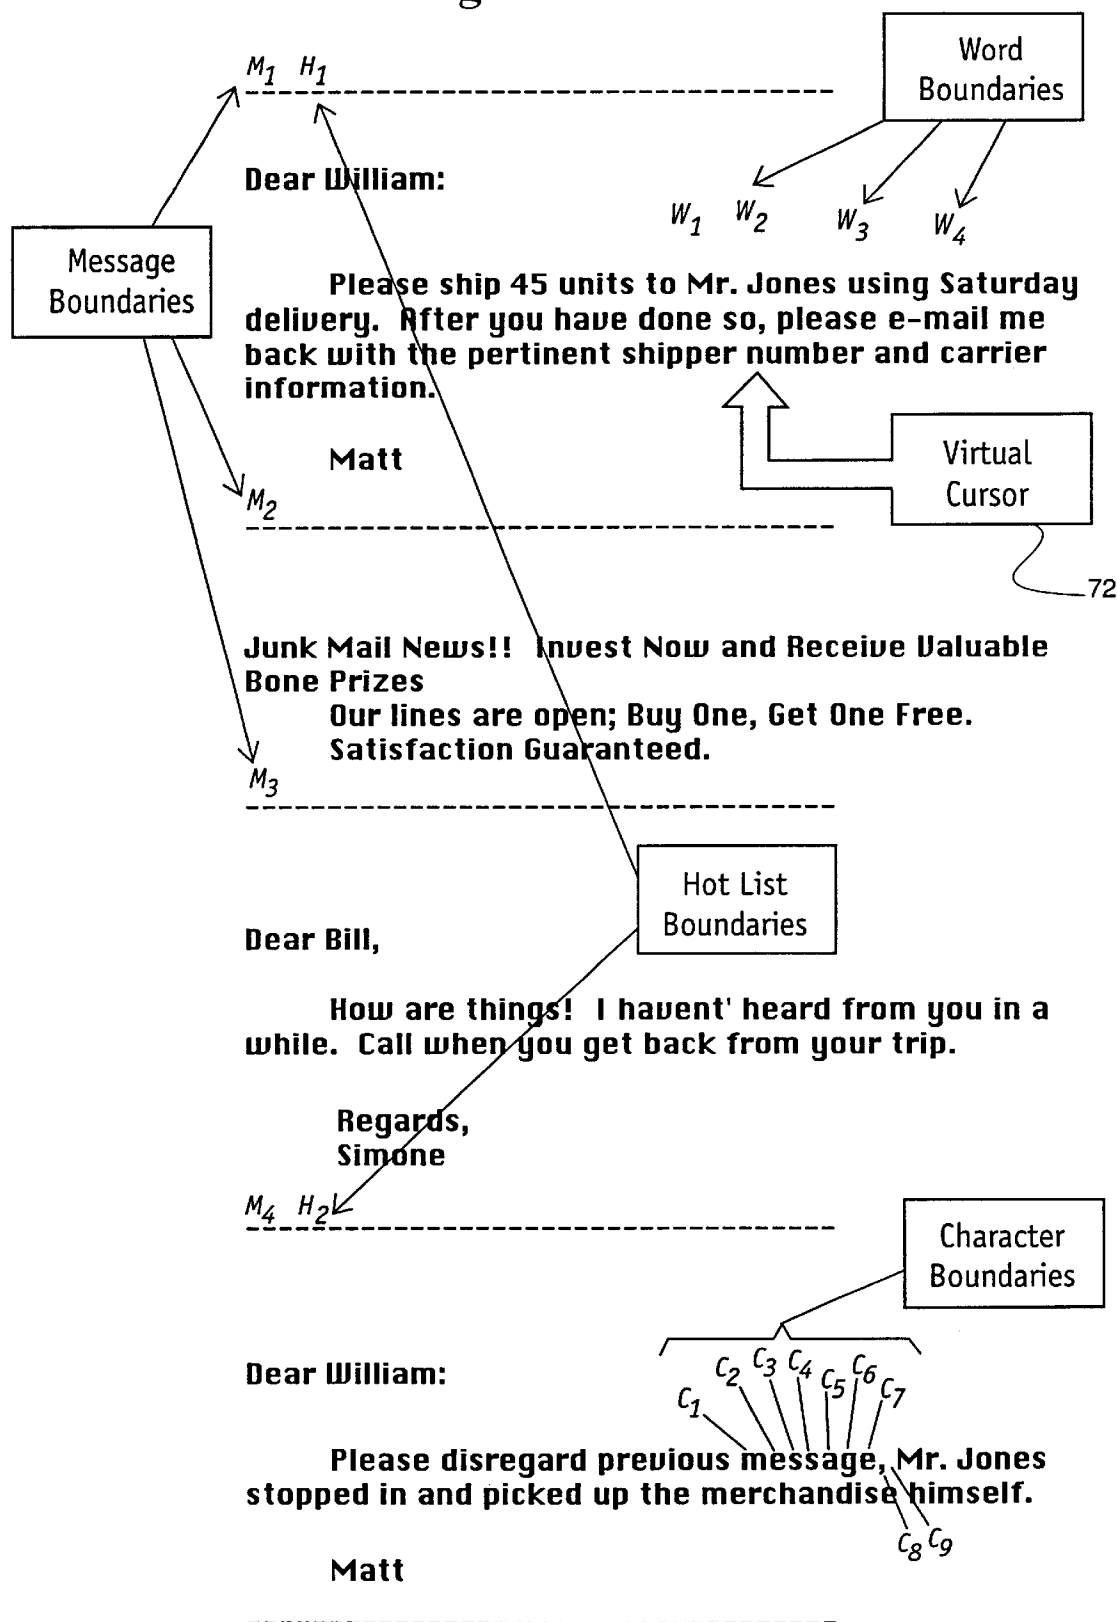 M1 H1
Word
Boundaries
Dear William:
W1 W2 W3 W4
Message
Boundaries
Please ship 45 units to Mr. Jones using Saturday
delivery. After you have done so, please e-mail me
back with the pertinent shipper number and carrier
information.
Virtual
Cursor
Matt
M2
72
Junk Mail News!! Invest Now and Receive Valuable
Bone Prizes
Our lines are open; Buy One, Get One Free.
Satisfaction Guaranteed.
M3
Hot List
Boundaries
Dear Bill,
How are things! I havent' heard from you in a
while. Call when you get back from your trip.
Regards,
Simone
M4 H2
Character
Boundaries
Dear William:
C1 C2 C3 C4 C5 C6 C7
Please disregard previous message, Mr. Jones
stopped in and picked up the merchandise himself.
C8 C9
Matt